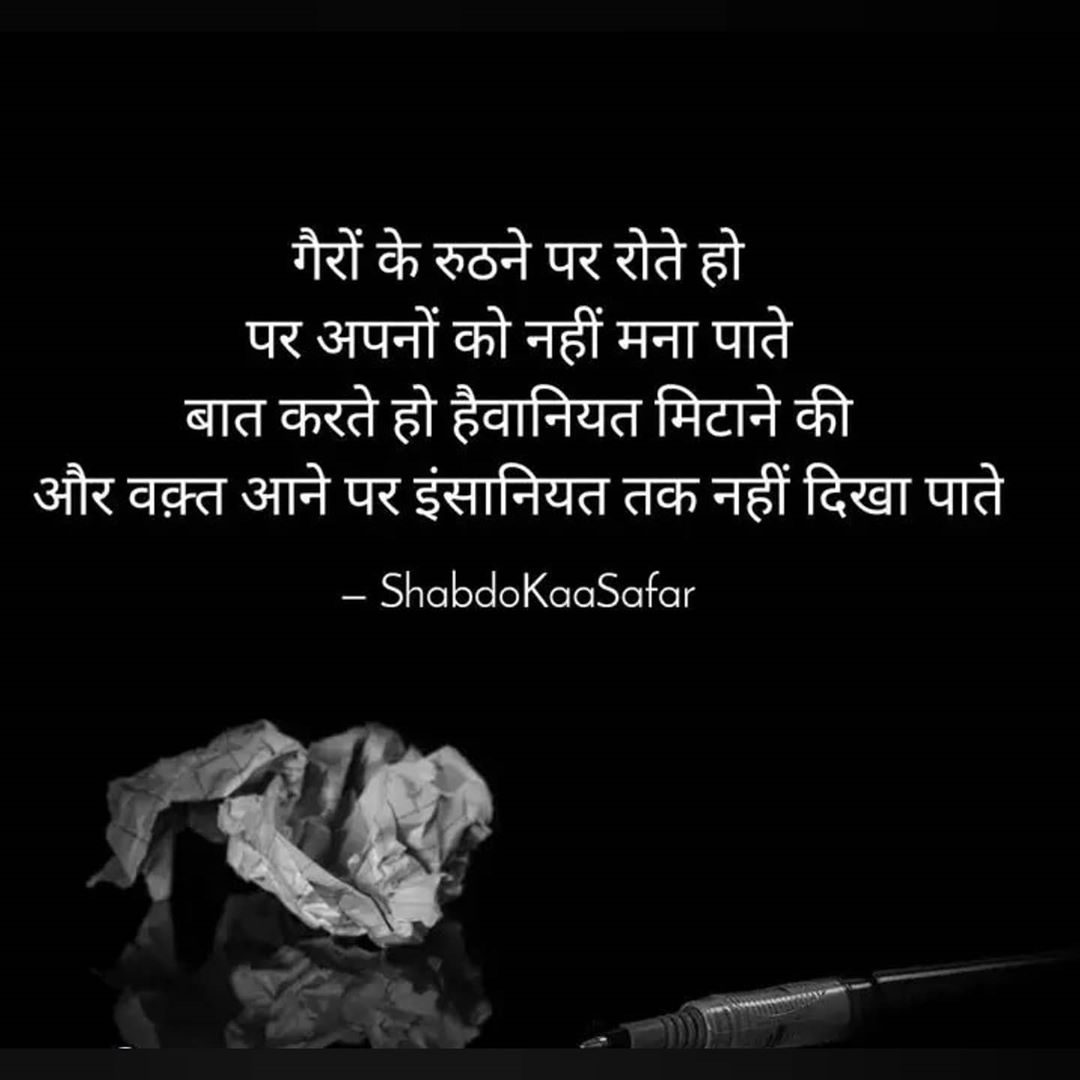 गैरों के रुठने पर रोते हो
पर अपनों को नहीं मना पाते
बात करते हो हैवानियत मिटाने की
और वक़्त आने पर इंसानियत तक नहीं दिखा पाते
– ShabdoKaaSafar